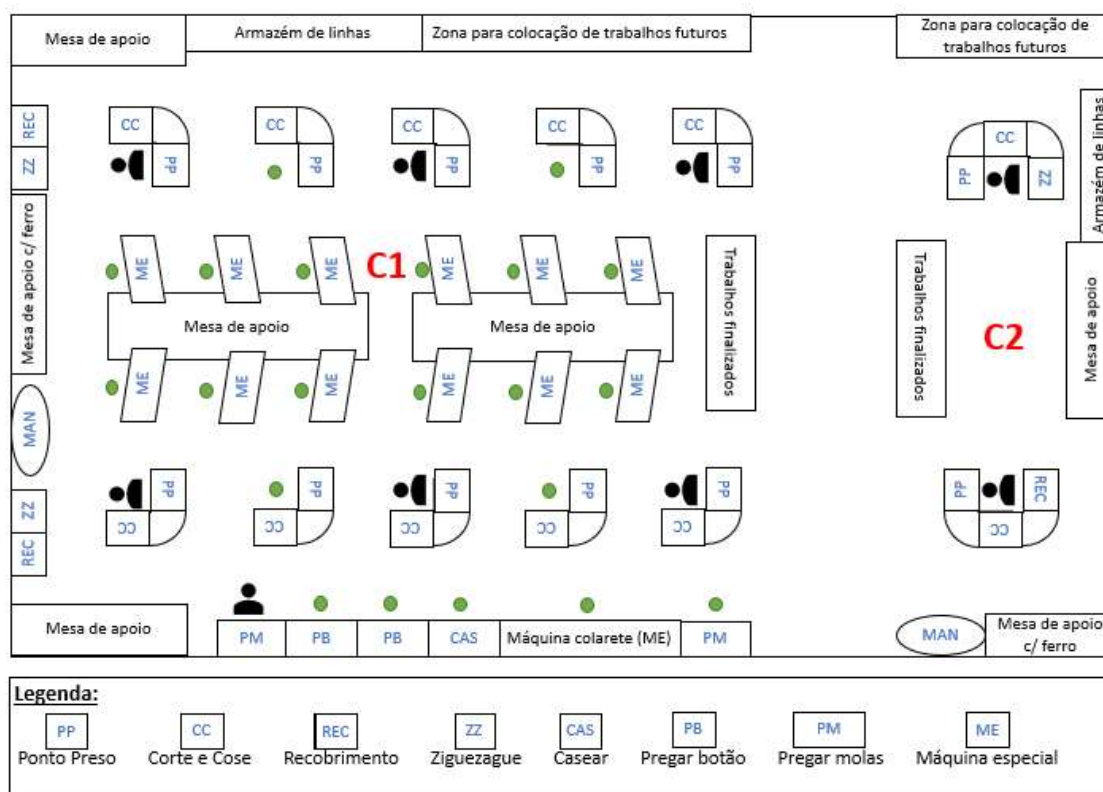 Mesa de apoio
Armazém de linhas
Zona para colocação de trabalhos futuros
Zona para colocação de
trabalhos futuros
REC
ZZ
CC
PP
CC
PP
CC
PP
CC
PP
CC
PP
CC
PP
ZZ
Armazém de linhas
Mesa de apoio c/ ferro
ME
ME
ME
C1
ME
ME
ME
Mesa de apoio
Mesa de apoio
ME
ME
ME
ME
ME
ME
Trabalhos finalizados
Trabalhos finalizados
C2
Mesa de apoio
MAN
ZZ
REC
PP
CC
PP
CC
PP
CC
PP
CC
PP
CC
PP
REC
CC
Mesa de apoio
PM
PB
PB
CAS
Máquina colarete (ME)
PM
MAN
Mesa de apoio
c/ ferro
Legenda:
PP
CC
REC
ZZ
CAS
PB
PM
ME
Ponto Preso
Corte e Cose
Recobrimento
Ziguezague
Casear
Pregar botão
Pregar molas
Máquina especial